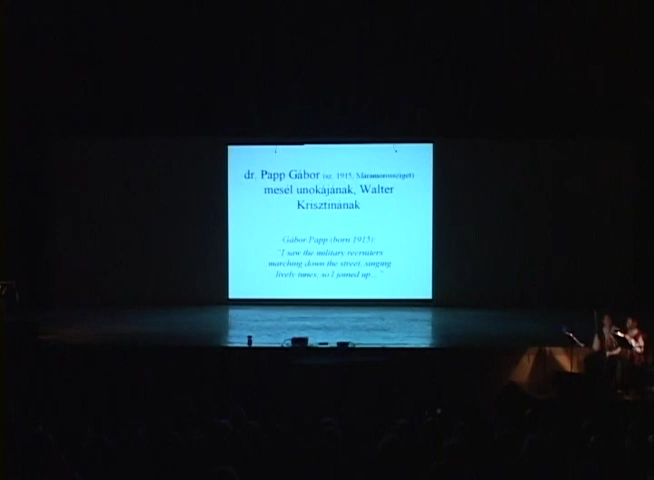 dr. Papp Gábor (sz. 1915, Máramarossziget)
mesél unokájának, Walter
Krisztinának
Gábor Papp (born 1915)
"I saw the military recruiters
marching down the street, singing
lively tunes, so I joined up..."